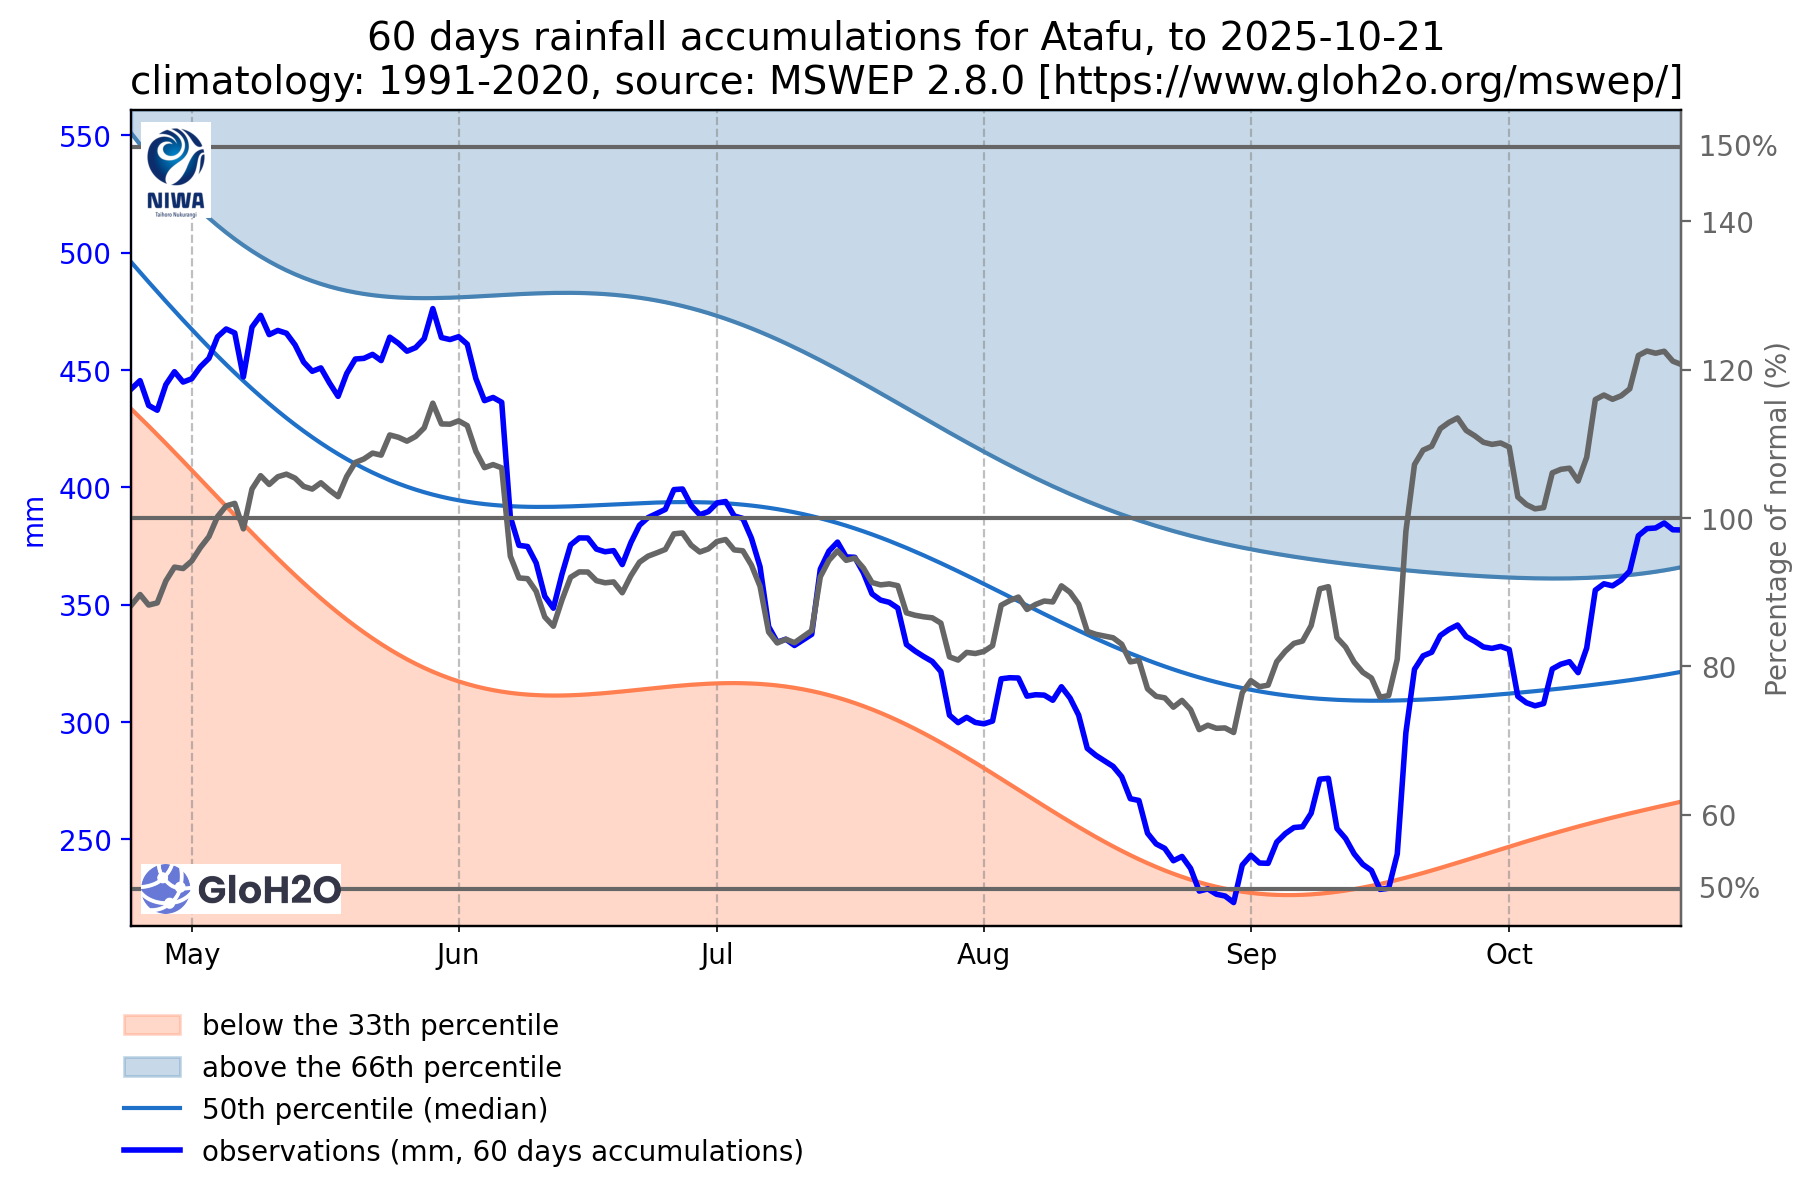 60 days rainfall accumulations for Atafu, to 2025-10-21
climatology: 1991-2020, source: MSWEP 2.8.0 [https://www.gloh2o.org/mswep/]
550
500
450
400
350
300
250
mm
150%
140
120
100
80
60
50%
Percentage of normal (%)
NIWA
Taihoro Nukurangi
GloH2O
May
Jun
Jul
Aug
Sep
Oct
below the 33th percentile
above the 66th percentile
50th percentile (median)
observations (mm, 60 days accumulations)